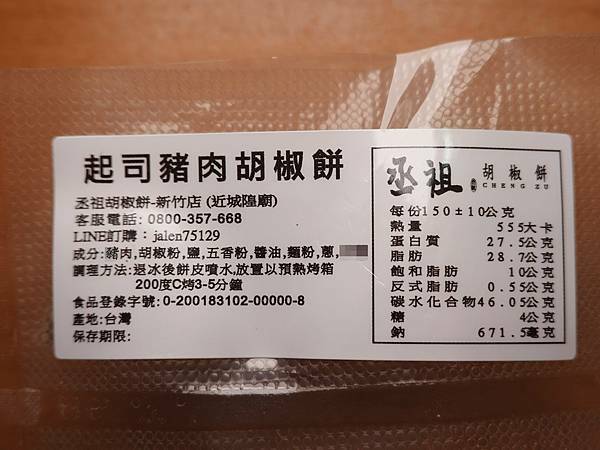 起司豬肉胡椒餅
丞祖胡椒餅-新竹店 (近城隍廟)
客服電話: 0800-357-668
LINE訂購：jalen75129
成分:豬肉,胡椒粉,鹽,五香粉,醬油,麵粉,蔥,
調理方法:退冰後餅皮噴水,放置以預熱烤箱
200度C烤3-5分鐘
食品登錄字號: 0-200183102-00000-8
產地:台灣
保存期限:
丞祖 胡椒餅
CHENG ZU
每份150±10公克
熱量 555大卡
蛋白質 27.5公克
脂肪 28.7公克
飽和脂肪 10公克
反式脂肪 0.55公克
碳水化合物46.05公克
糖 4公克
鈉 671.5毫克